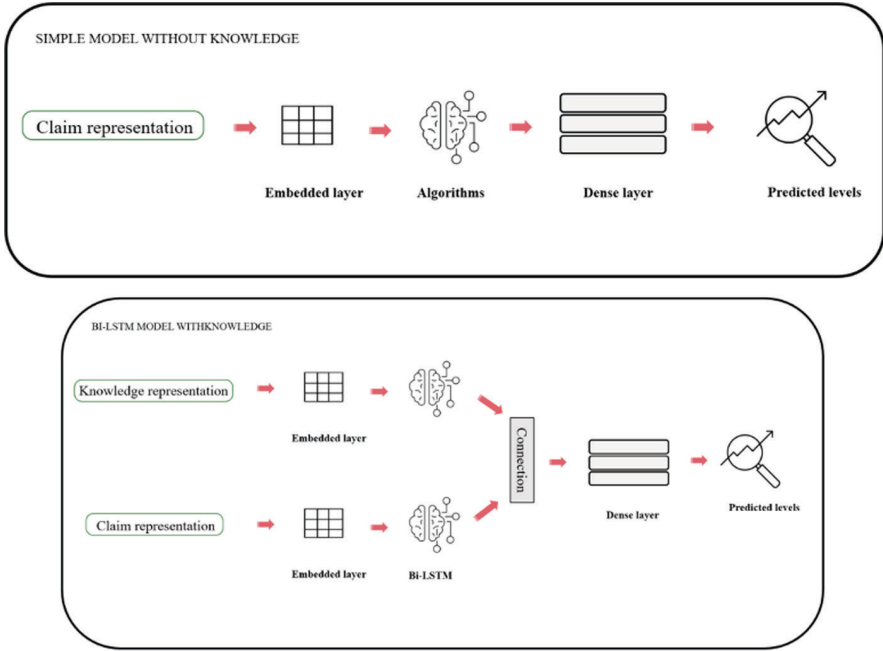 SIMPLE MODEL WITHOUT KNOWLEDGE
Claim representation
Embedded layer
Algorithms
Dense layer
Predicted levels
BI-LSTM MODEL WITHKNOWLEDGE
Knowledge representation
Embedded layer
Connection
Dense layer
Predicted levels
Claim representation
Embedded layer
Bi-LSTM